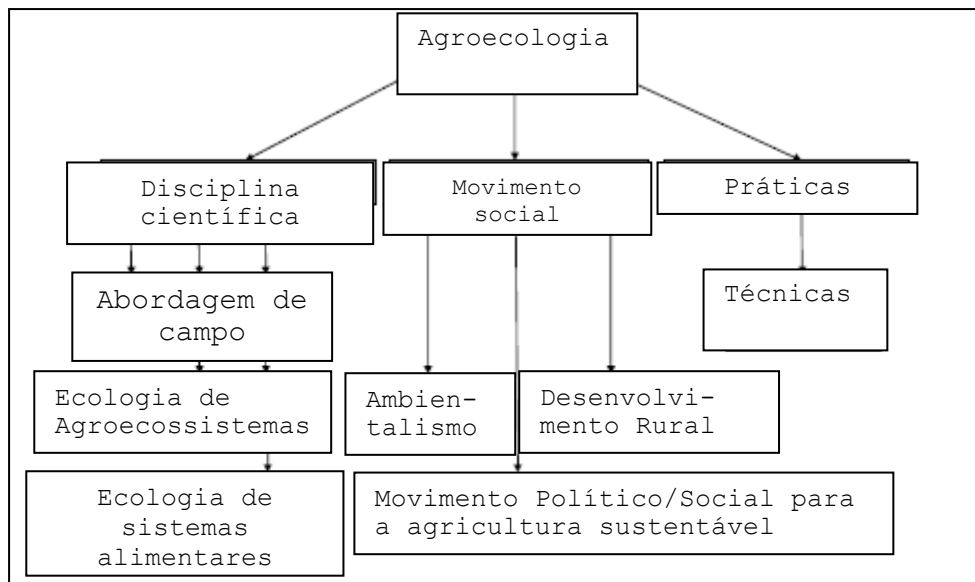 Agroecologia
Disciplina
científica
Movimento
social
Práticas
Abordagem de
campo
Técnicas
Ecologia de
Agroecossistemas
Ambien-
talismo
Desenvolvi-
mento Rural
Ecologia de
sistemas
alimentares
Movimento Político/Social para
a agricultura sustentável